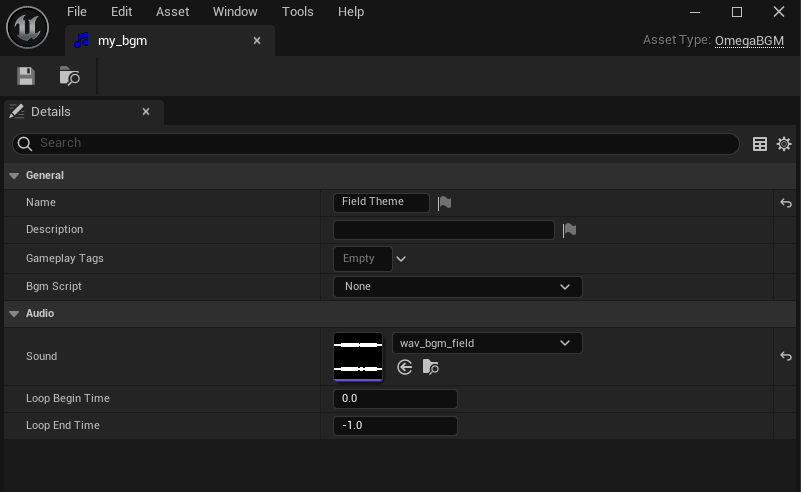 File Edit Asset Window Tools Help
my_bgm
Asset Type: OmegaBGM
Details
Search
General
Name Field Theme
Description
Gameplay Tags Empty
Bgm Script None
Audio
Sound wav_bgm_field
Loop Begin Time 0.0
Loop End Time -1.0